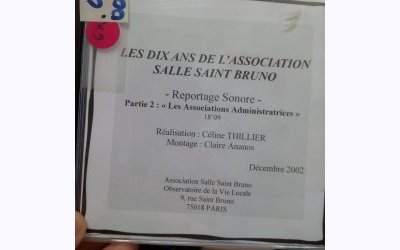 LES DIX ANS DE L'ASSOCIATION
SALLE SAINT BRUNO
- Reportage Sonore -
Partie 2 : « Les Associations Administratrices »
18'09
Réalisation : Céline THILLIER
Montage : Claire Ananos
Décembre 2002
Association Salle Saint Bruno
Observatoire de la Vie Locale
9, rue Saint Bruno
75018 PARIS